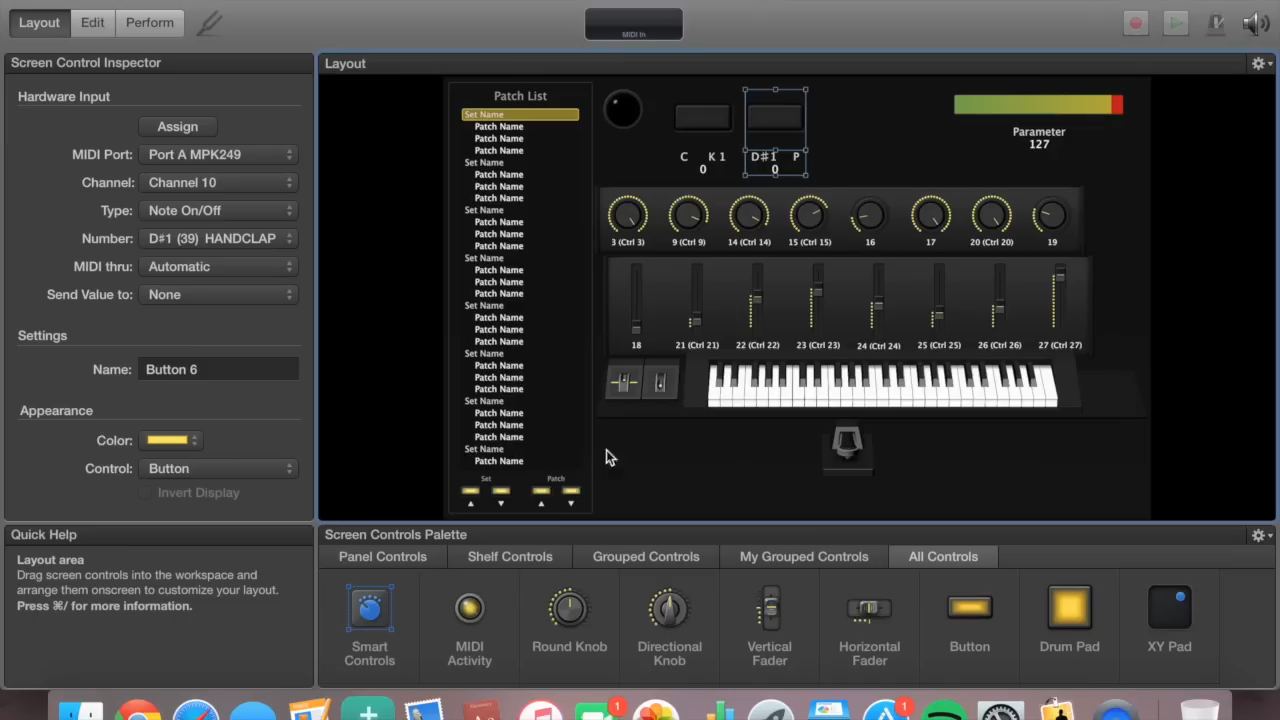 Layout
Edit
Perform
MIDI In
Screen Control Inspector
Hardware Input
Assign
MIDI Port: Port A MPK249
Channel: Channel 10
Type: Note On/Off
Number: D#1 (39) HANDCLAP
MIDI thru: Automatic
Send Value to: None
Settings
Name: Button 6
Appearance
Color:
Control: Button
Invert Display
Quick Help
Layout area
Drag screen controls into the workspace and
arrange them onscreen to customize your layout.
Press ⌘/ for more information.
Layout
Patch List
Set Name
Patch Name
Patch Name
Patch Name
Set Name
Patch Name
Patch Name
Patch Name
Set Name
Patch Name
Patch Name
Patch Name
Set Name
Patch Name
Patch Name
Patch Name
Set Name
Patch Name
Patch Name
Patch Name
Set Name
Patch Name
Patch Name
Patch Name
Set Name
Patch Name
Patch Name
Patch Name
Set Name
Patch Name
Set Patch
C K 1
0
D#1 P
0
Parameter
127
3 (Ctrl 3) 9 (Ctrl 9) 14 (Ctrl 14) 15 (Ctrl 15) 16 17 20 (Ctrl 20) 19
18 21 (Ctrl 21) 22 (Ctrl 22) 23 (Ctrl 23) 24 (Ctrl 24) 25 (Ctrl 25) 26 (Ctrl 26) 27 (Ctrl 27)
Screen Controls Palette
Panel Controls Shelf Controls Grouped Controls My Grouped Controls All Controls
Smart
Controls
MIDI
Activity
Round Knob
Directional
Knob
Vertical
Fader
Horizontal
Fader
Button
Drum Pad
XY Pad
1
1